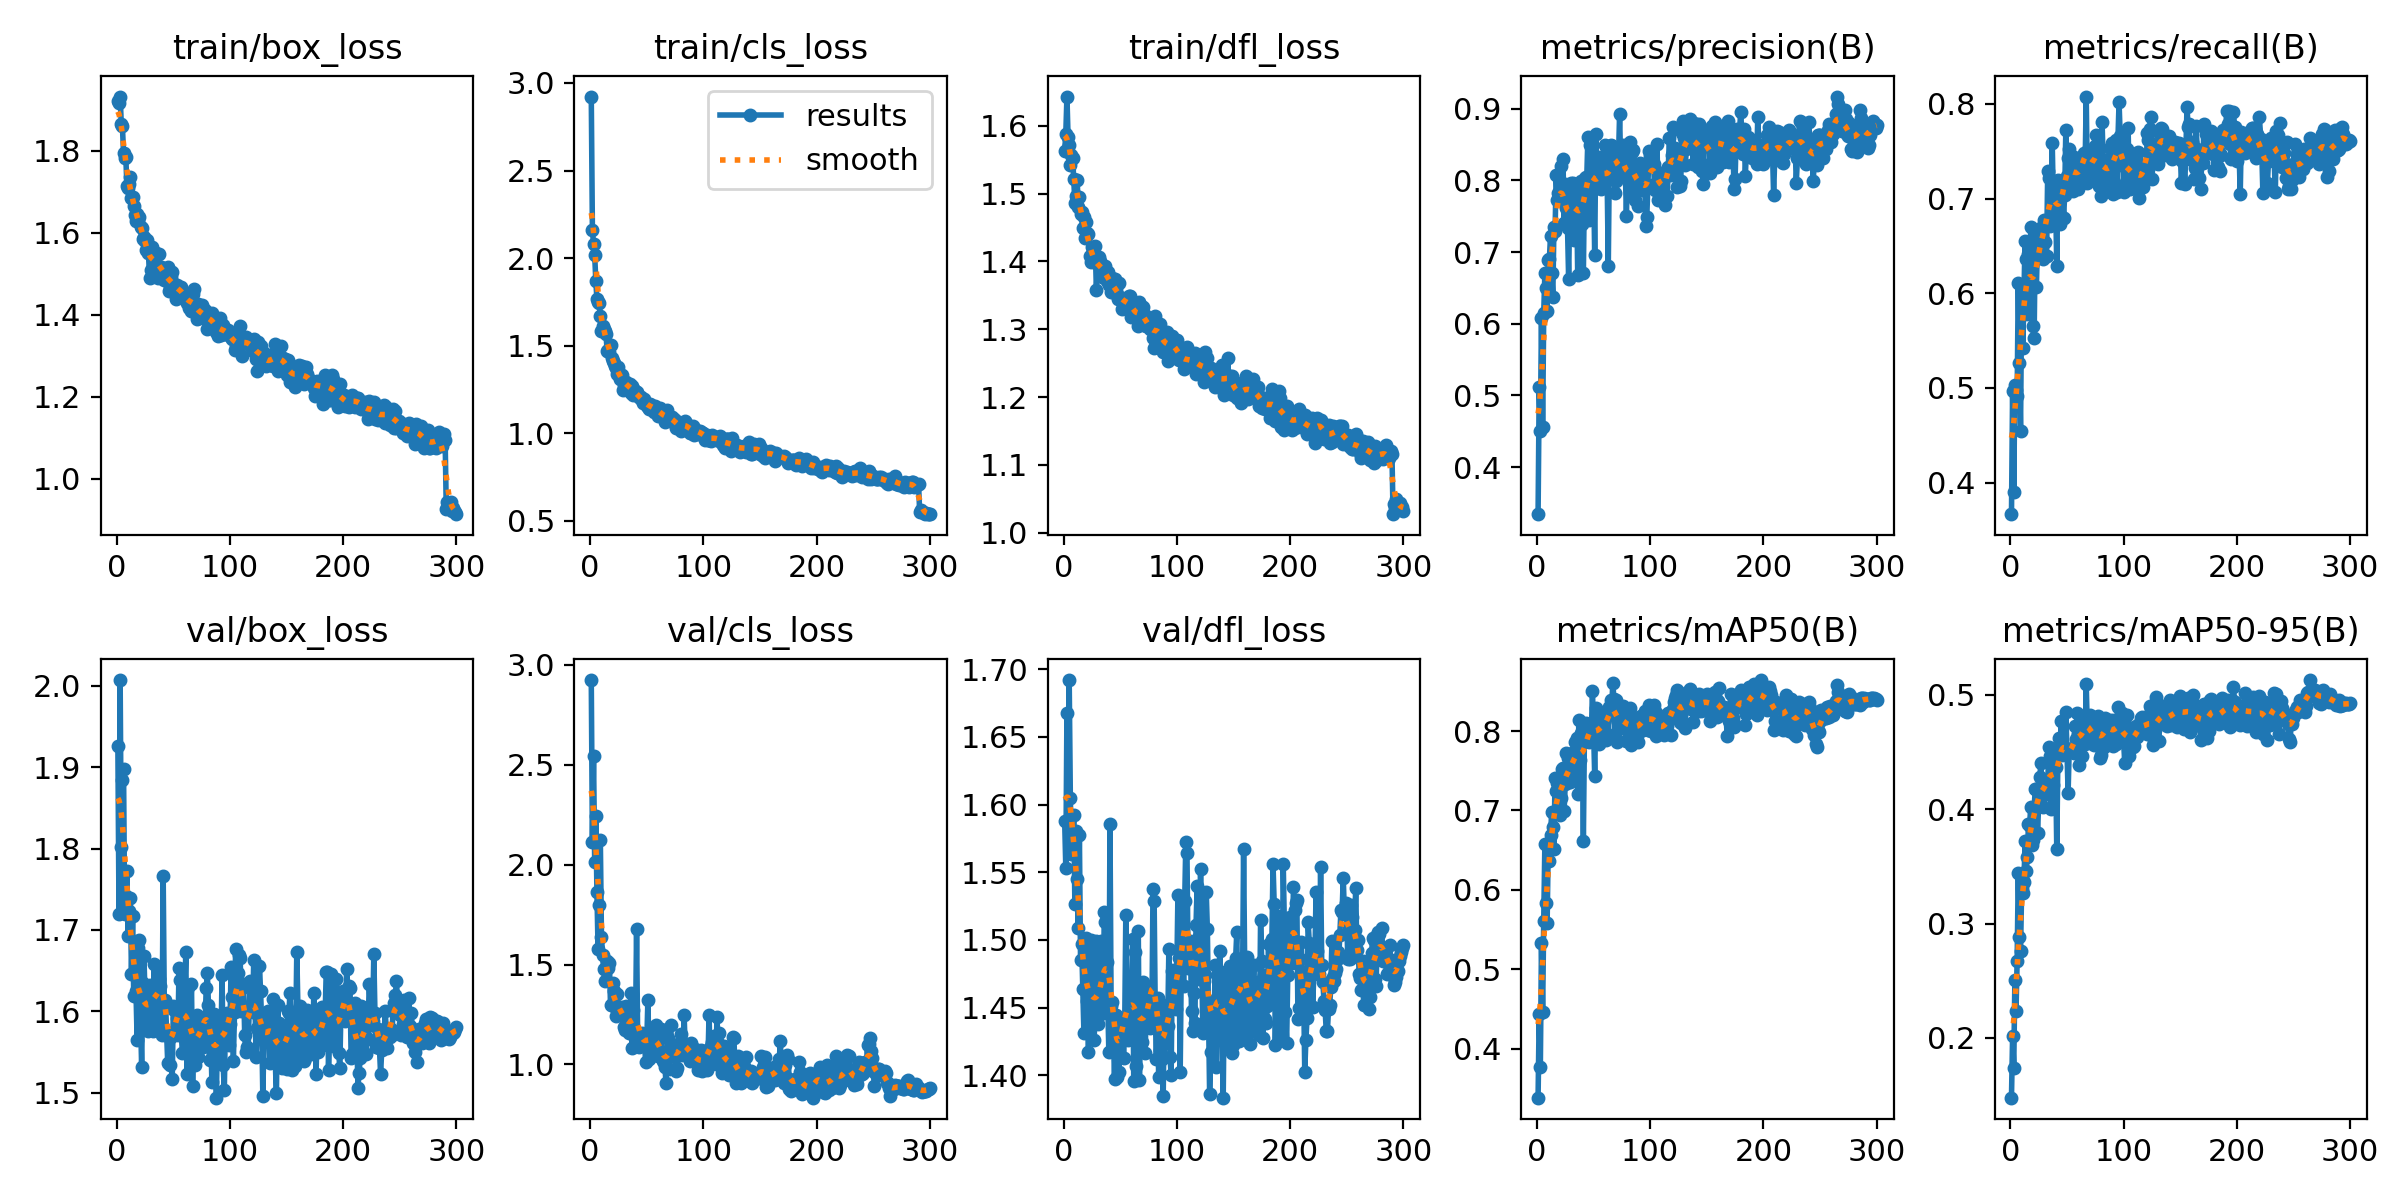 train/box_loss
train/cls_loss
train/dfl_loss
metrics/precision(B)
metrics/recall(B)
results
smooth
1.8
1.6
1.4
1.2
1.0
0 100 200 300
3.0
2.5
2.0
1.5
1.0
0.5
0 100 200 300
1.6
1.5
1.4
1.3
1.2
1.1
1.0
0 100 200 300
0.9
0.8
0.7
0.6
0.5
0.4
0 100 200 300
0.8
0.7
0.6
0.5
0.4
0 100 200 300
val/box_loss
val/cls_loss
val/dfl_loss
metrics/mAP50(B)
metrics/mAP50-95(B)
2.0
1.9
1.8
1.7
1.6
1.5
0 100 200 300
3.0
2.5
2.0
1.5
1.0
0 100 200 300
1.70
1.65
1.60
1.55
1.50
1.45
1.40
0 100 200 300
0.8
0.7
0.6
0.5
0.4
0 100 200 300
0.5
0.4
0.3
0.2
0 100 200 300